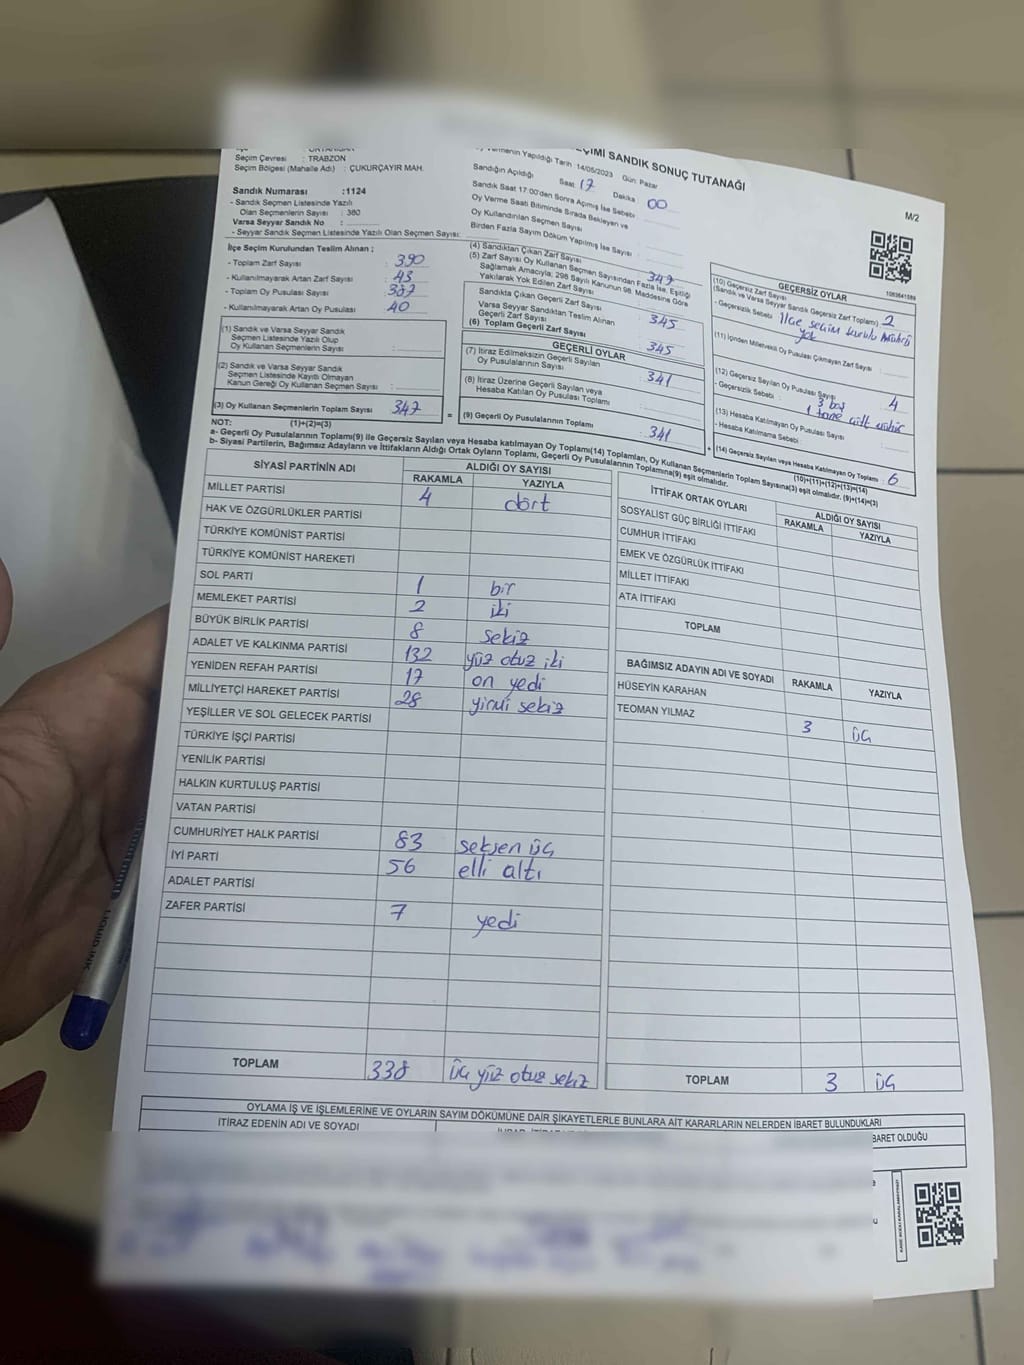 ÇİMİ SANDIK SONUÇ TUTANAĞI
M/2
Seçim Çevresi : TRABZON
Seçim Bölgesi (Mahalle Adı) : ÇUKURÇAYIR MAH.
Sandık Numarası :1124
- Sandık Seçmen Listesinde Yazılı
Olan Seçmenlerin Sayısı : 380
Varsa Seyyar Sandık No :
- Seyyar Seçmen Listesinde Yazılı Olan Seçmen Sayısı:
Vermenin Yapıldığı Tarih 14/05/2023 Gün: Pazar
Sandığın Açıldığı Saat 17 Dakika 00
Sandık Saat 17:00'den Sonra Açımış İse Sebebi :
Oy Verme Saati Bitiminde Sırada Bekleyen ve
Oy Kullandırılan Seçmen Sayısı
Birden Fazla Sayım Döküm Yapılmış İse Sayısı :
İlçe Seçim Kurulundan Teslim Alınan ;
- Toplam Zarf Sayısı : 390
- Kullanılmayarak Artan Zarf Sayısı : 43
- Toplam Oy Pusulası Sayısı : 387
- Kullanılmayarak Artan Oy Pusulası : 40
(1) Sandık ve Varsa Seyyar Sandık
Seçmen Listesinde Yazılı Olup
Oy Kullanan Seçmenlerin Sayısı :
(2) Sandık ve Varsa Seyyar Sandık
Seçmen Listesinde Kayıtlı Olmayan
Kanun Gereği Oy Kullanan Seçmen Sayısı :
(3) Oy Kullanan Seçmenlerin Toplam Sayısı : 347
(1)+(2)=(3)
(4) Sandıktan Çıkan Zarf Sayısı : 347
(5) Zarf Sayısı Oy Kullanan Seçmen Sayısından Fazla İse, Eşitliği
Sağlamak Amacıyla; 298 Sayılı Kanunun 98. Maddesine Göre
Yakılarak Yok Edilen Zarf Sayısı :
Sandıkta Çıkan Geçerli Zarf Sayısı : 345
Varsa Seyyar Sandıktan Teslim Alınan
Geçerli Zarf Sayısı :
(6) Toplam Geçerli Zarf Sayısı : 345
GEÇERLİ OYLAR
(7) İtiraz Edilmeksizin Geçerli Sayılan
Oy Pusulalarının Sayısı : 341
(8) İtiraz Üzerine Geçerli Sayılan veya
Hesaba Katılan Oy Pusulası Toplamı :
= (9) Geçerli Oy Pusulalarının Toplamı : 341
1083641589
GEÇERSİZ OYLAR
(10) Geçersiz Zarf Sayısı
(Sandık ve Varsa Seyyar Sandık Geçersiz Zarf Toplamı) : 2
- Geçersizlik Sebebi : İlçe seçim kurulu mührü
yok
(11) İçinden Milletvekili Oy Pusulası Çıkmayan Zarf Sayısı :
(12) Geçersiz Sayılan Oy Pusulası Sayısı : 4
- Geçersizlik Sebebi : 3 boş
1 tane çift mühür
(13) Hesaba Katılmayan Oy Pusulası Sayısı :
- Hesaba Katılmama Sebebi :
+ (14) Geçersiz Sayılan veya Hesaba Katılmayan Oy Toplamı : 6
(10)+(11)+(12)+(13)=(14)
NOT:
a- Geçerli Oy Pusulalarının Toplamı(9) ile Geçersiz Sayılan veya Hesaba katılmayan Oy Toplamı(14) Toplamları, Oy Kullanan Seçmenlerin Toplam Sayısına(3) eşit olmalıdır. (9)+(14)=(3)
b- Siyasi Partilerin, Bağımsız Adayların ve İttifakların Aldığı Ortak Oyların Toplamı, Geçerli Oy Pusulalarının Toplamına(9) eşit olmalıdır.
SİYASİ PARTİNİN ADI ALDIĞI OY SAYISI
RAKAMLA YAZIYLA
MİLLET PARTİSİ 4 dört
HAK VE ÖZGÜRLÜKLER PARTİSİ
TÜRKİYE KOMÜNİST PARTİSİ
TÜRKİYE KOMÜNİST HAREKETİ
SOL PARTİ 1 bir
MEMLEKET PARTİSİ 2 iki
BÜYÜK BİRLİK PARTİSİ 8 sekiz
ADALET VE KALKINMA PARTİSİ 132 yüz otuz iki
YENİDEN REFAH PARTİSİ 17 on yedi
MİLLİYETÇİ HAREKET PARTİSİ 28 yirmi sekiz
YEŞİLLER VE SOL GELECEK PARTİSİ
TÜRKİYE İŞÇİ PARTİSİ
YENİLİK PARTİSİ
HALKIN KURTULUŞ PARTİSİ
VATAN PARTİSİ
CUMHURİYET HALK PARTİSİ 83 seksen üç
İYİ PARTİ 56 elli altı
ADALET PARTİSİ
ZAFER PARTİSİ 7 yedi
TOPLAM 338 üç yüz otuz sekiz
İTTİFAK ORTAK OYLARI ALDIĞI OY SAYISI
RAKAMLA YAZIYLA
SOSYALİST GÜÇ BİRLİĞİ İTTİFAKI
CUMHUR İTTİFAKI
EMEK VE ÖZGÜRLÜK İTTİFAKI
MİLLET İTTİFAKI
ATA İTTİFAKI
TOPLAM
BAĞIMSIZ ADAYIN ADI VE SOYADI RAKAMLA YAZIYLA
HÜSEYİN KARAHAN
TEOMAN YILMAZ 3 üç
TOPLAM 3 üç
OYLAMA İŞ VE İŞLEMLERİNE VE OYLARIN SAYIM DÖKÜMÜNE DAİR ŞİKAYETLERLE BUNLARA AİT KARARLARIN NELERDEN İBARET BULUNDUKLARI
İTİRAZ EDENİN ADI VE SOYADI
BARET OLDUĞU
LIQUID INK